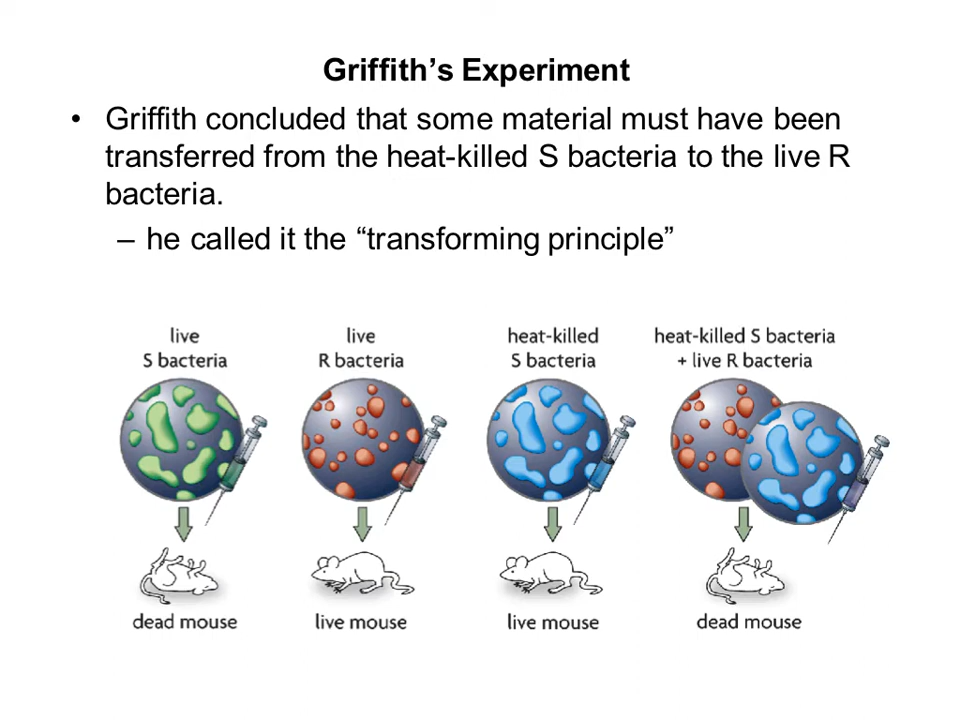 Griffith’s Experiment
• Griffith concluded that some material must have been
transferred from the heat-killed S bacteria to the live R
bacteria.
– he called it the “transforming principle”
live
S bacteria
live
R bacteria
heat-killed
S bacteria
heat-killed S bacteria
+ live R bacteria
dead mouse
live mouse
live mouse
dead mouse